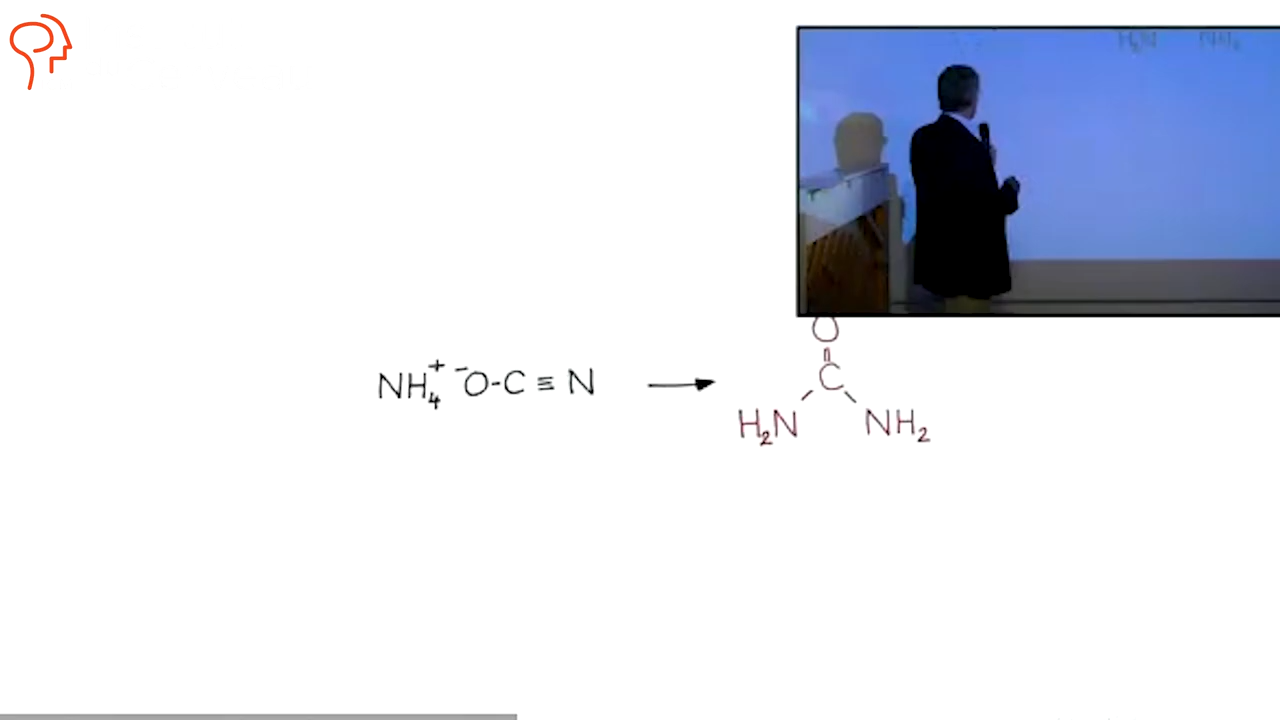 NH₄⁺ ⁻O-C≡N → 
O
C
H₂N NH₂